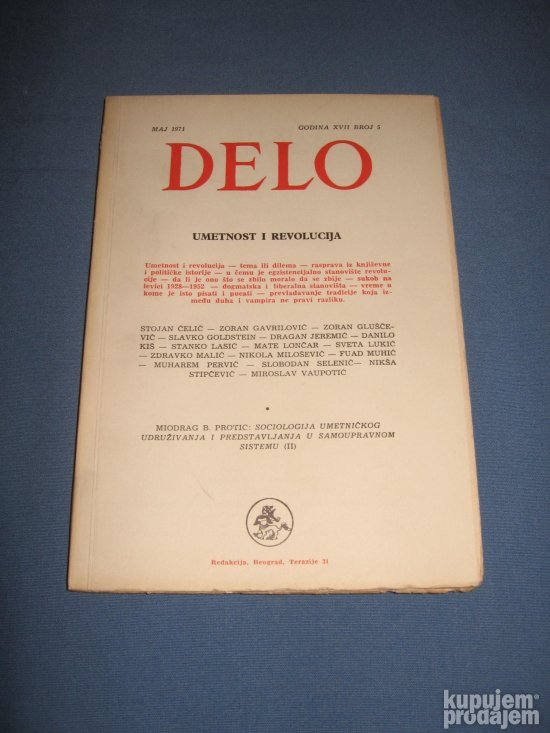 MAJ 1971 GODINA XVII BROJ 5
DELO
UMETNOST I REVOLUCIJA
Umetnost i revolucija — tema ili dilema — rasprava iz književne
i političke istorije — u čemu je egzistencijalno stanovište revolu-
cije — da li je ono što se zbilo moralo da se zbije — sukob na
levici 1928—1952 — dogmatska i liberalna stanovišta — vreme u
kome je isto pisati i pucati — prevladavanje tradicije koja iz-
među duha i vampira ne pravi razliku.
STOJAN ĆELIĆ — ZORAN GAVRILOVIĆ — ZORAN GLUŠČE-
VIĆ — SLAVKO GOLDSTEIN — DRAGAN JEREMIĆ — DANILO
KIŠ — STANKO LASIĆ — MATE LONČAR — SVETA LUKIĆ
— ZDRAVKO MALIĆ — NIKOLA MILOŠEVIĆ — FUAD MUHIĆ
— MUHAREM PERVIĆ — SLOBODAN SELENIĆ — NIKŠA
STIPČEVIĆ — MIROSLAV VAUPOTIĆ
MIODRAG B. PROTIĆ: SOCIOLOGIJA UMETNIČKOG
UDRUŽIVANJA I PREDSTAVLJANJA U SAMOUPRAVNOM
SISTEMU (II)
Redakcija, Beograd, Terazije 31
kupujem
prodajem